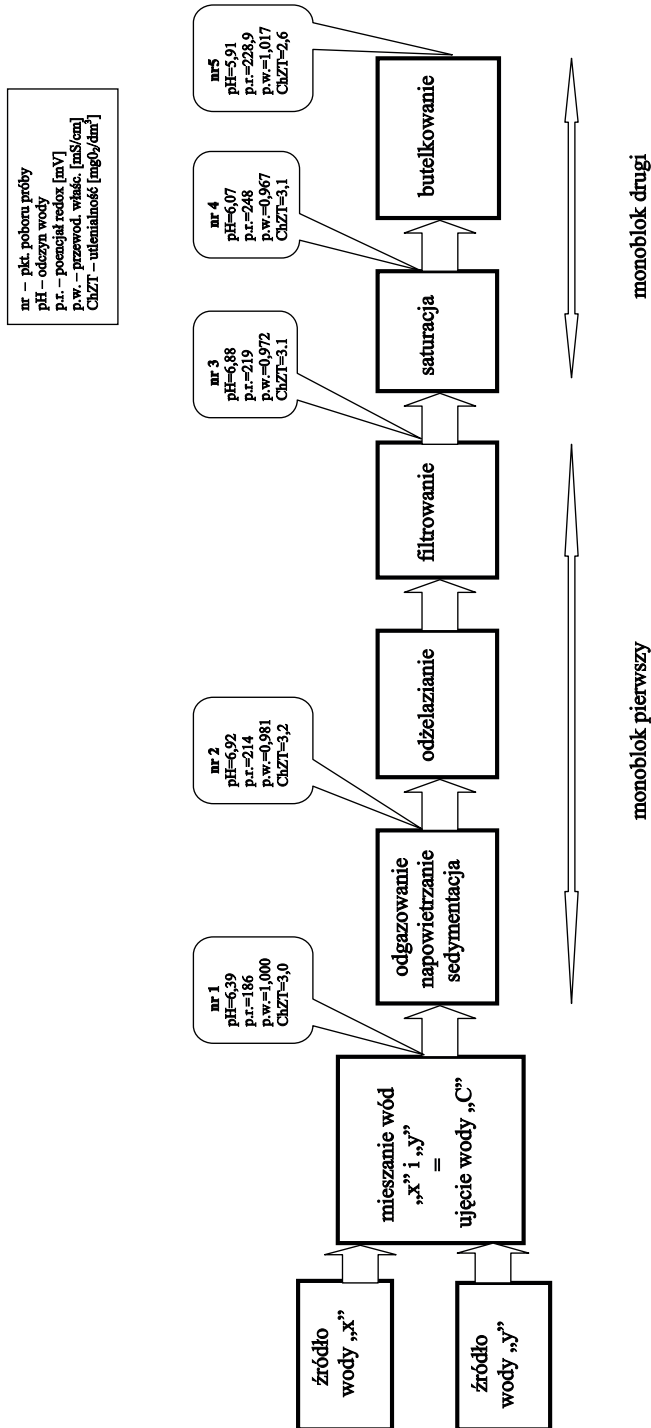 nr – pkt. poboru próby
pH – odczyn wody
p.r. – poencjał redox [mV]
p.w. – przewod. właśc. [mS/cm]
ChZT – utlenialność [mg0₂/dm³]
nr 1
pH=6,39
p.r.=186
p.w.=1,000
ChZT=3,0
nr 2
pH=6,92
p.r.=214
p.w.=0,981
ChZT=3,2
nr 3
pH=6,88
p.r.=219
p.w.=0,972
ChZT=3.1
nr 4
pH=6,07
p.r.=248
p.w.=0,967
ChZT=3,1
nr5
pH=5,91
p.r.=228,9
p.w.=1,017
ChZT=2,6
źródło
wody „x”
źródło
wody „y”
mieszanie wód
„x” i „y”
=
ujęcie wody „C”
odgazowanie
napowietrzanie
sedymentacja
odżelazianie
filtrowanie
saturacja
butelkowanie
monoblok pierwszy
monoblok drugi